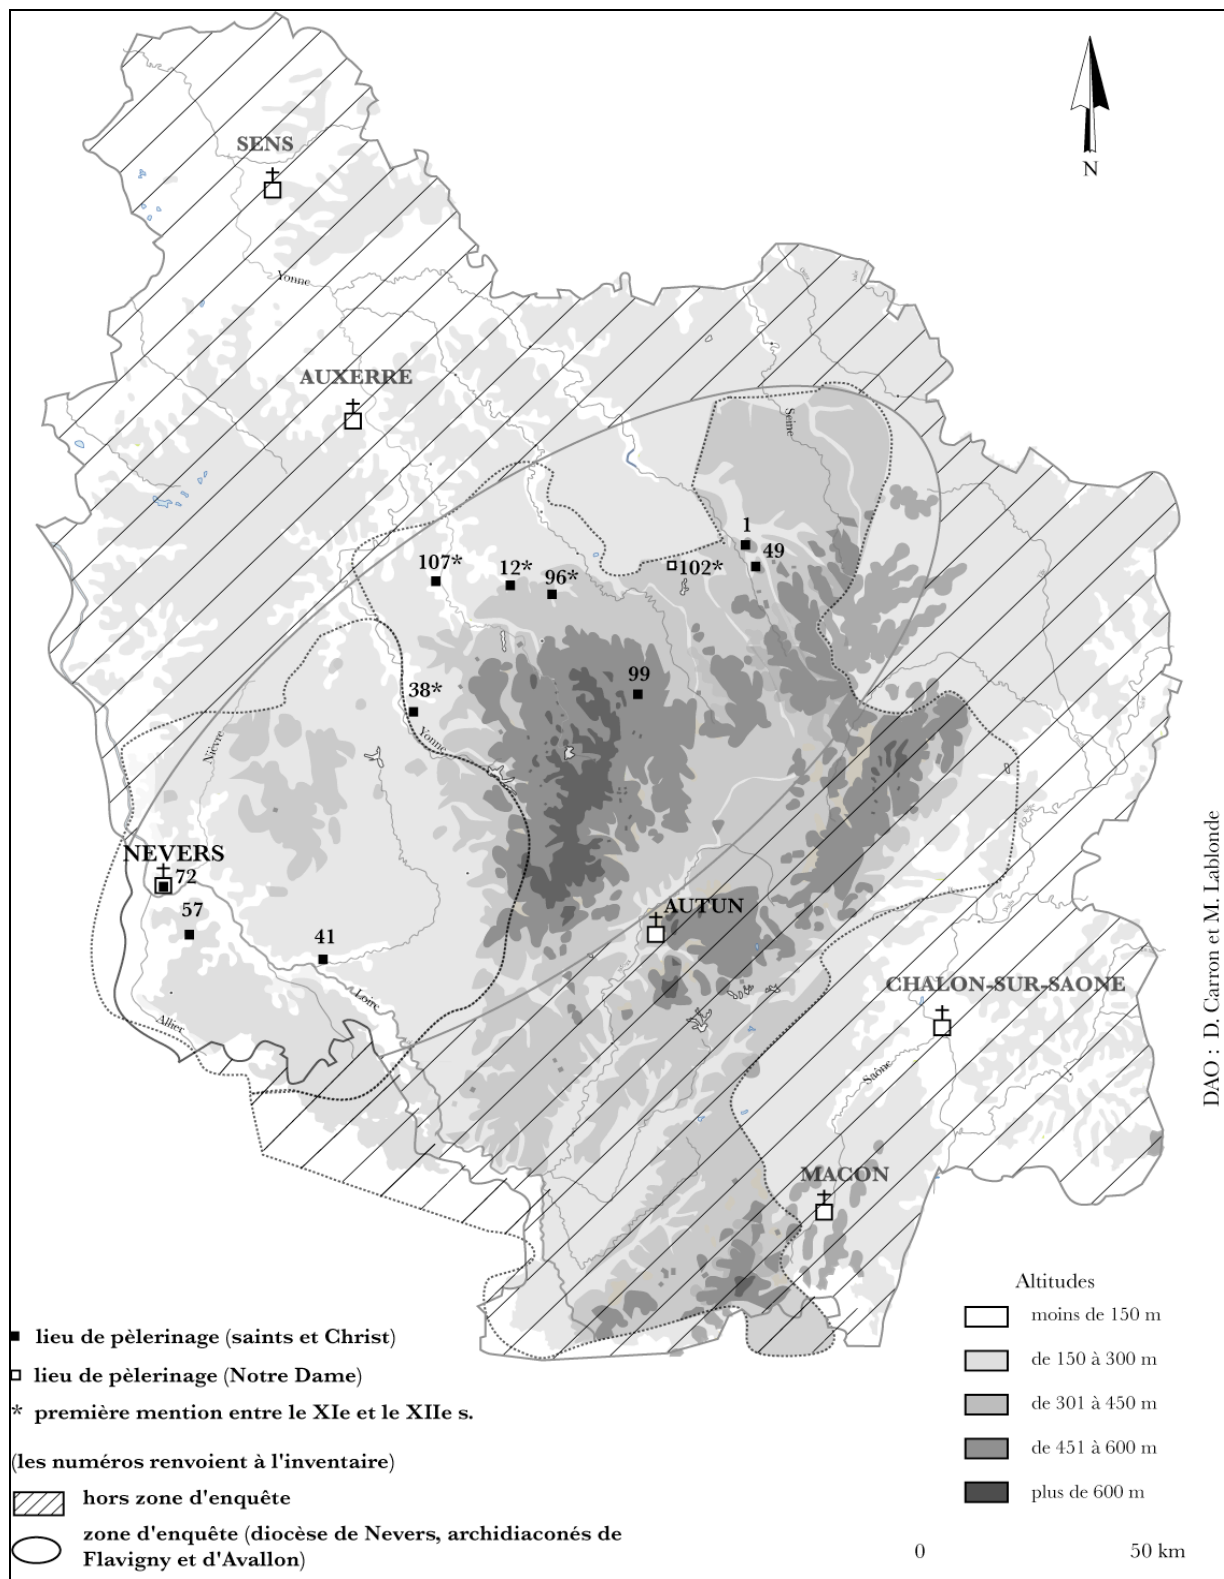 N
SENS
Yonne
AUXERRE
Seine
1
49
107*
12*
96*
102*
99
38*
Yonne
Nièvre
NEVERS
72
57
41
AUTUN
Loire
Allier
CHALON-SUR-SAONE
Saône
MACON
DAO : D. Carron et M. Lablonde
Altitudes
moins de 150 m
de 150 à 300 m
de 301 à 450 m
de 451 à 600 m
plus de 600 m
0 50 km
lieu de pèlerinage (saints et Christ)
lieu de pèlerinage (Notre Dame)
* première mention entre le XIe et le XIIe s.
(les numéros renvoient à l'inventaire)
hors zone d'enquête
zone d'enquête (diocèse de Nevers, archidiaconés de
Flavigny et d'Avallon)